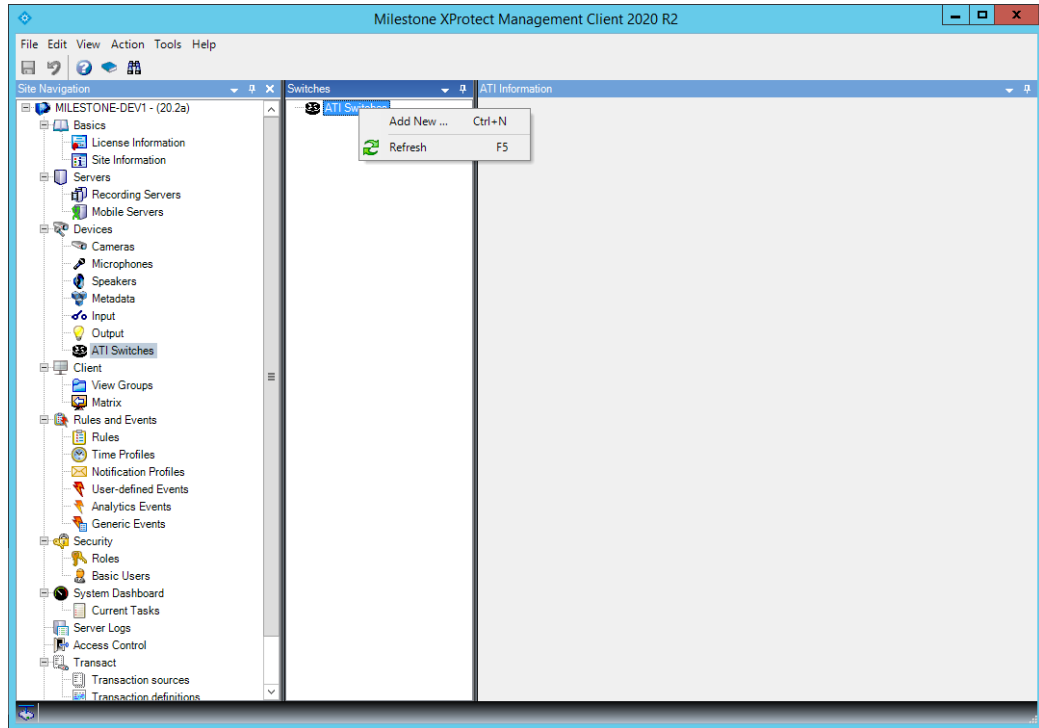 Milestone XProtect Management Client 2020 R2
File Edit View Action Tools Help
Site Navigation
Switches
ATI Information
MILESTONE-DEV1 - (20.2a)
Basics
License Information
Site Information
Servers
Recording Servers
Mobile Servers
Devices
Cameras
Microphones
Speakers
Metadata
Input
Output
ATI Switches
Client
View Groups
Matrix
Rules and Events
Rules
Time Profiles
Notification Profiles
User-defined Events
Analytics Events
Generic Events
Security
Roles
Basic Users
System Dashboard
Current Tasks
Server Logs
Access Control
Transact
Transaction sources
Transaction definitions
ATI Switches
Add New ... Ctrl+N
Refresh F5